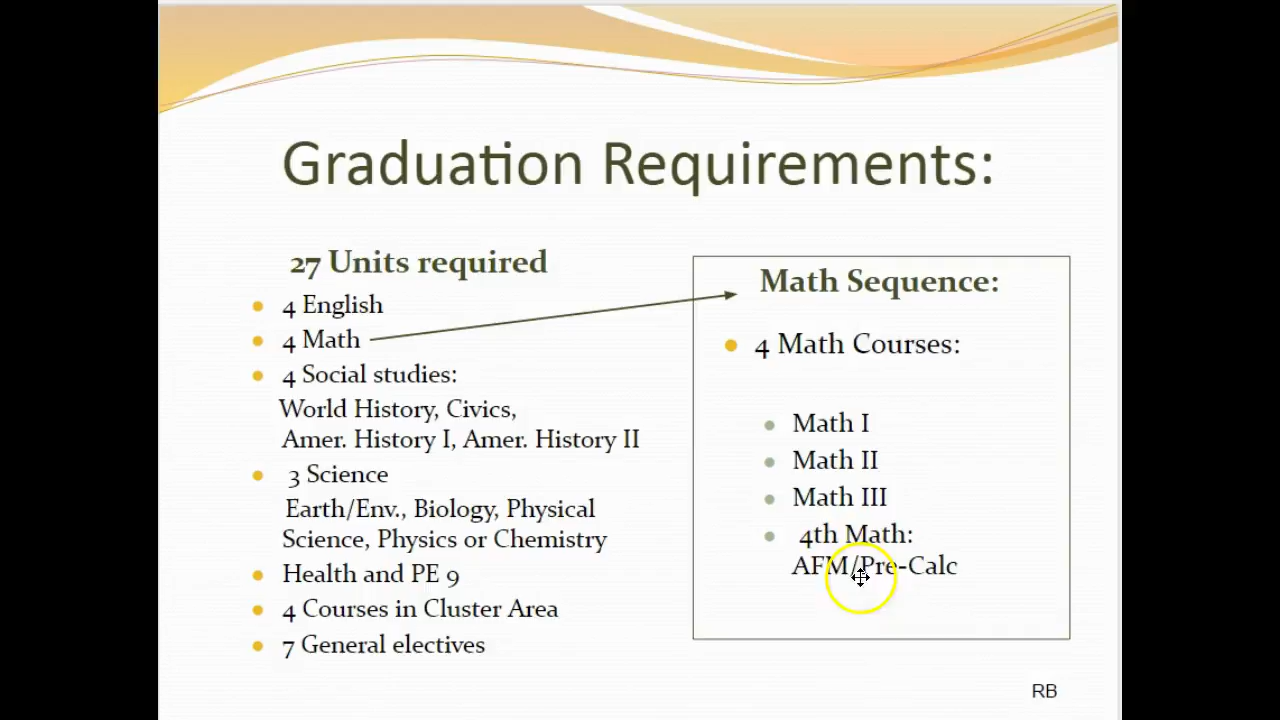 Graduation Requirements:
27 Units required
4 English
4 Math
4 Social studies:
World History, Civics,
Amer. History I, Amer. History II
3 Science
Earth/Env., Biology, Physical
Science, Physics or Chemistry
Health and PE 9
4 Courses in Cluster Area
7 General electives
Math Sequence:
4 Math Courses:
Math I
Math II
Math III
4th Math:
AFM/Pre-Calc
RB